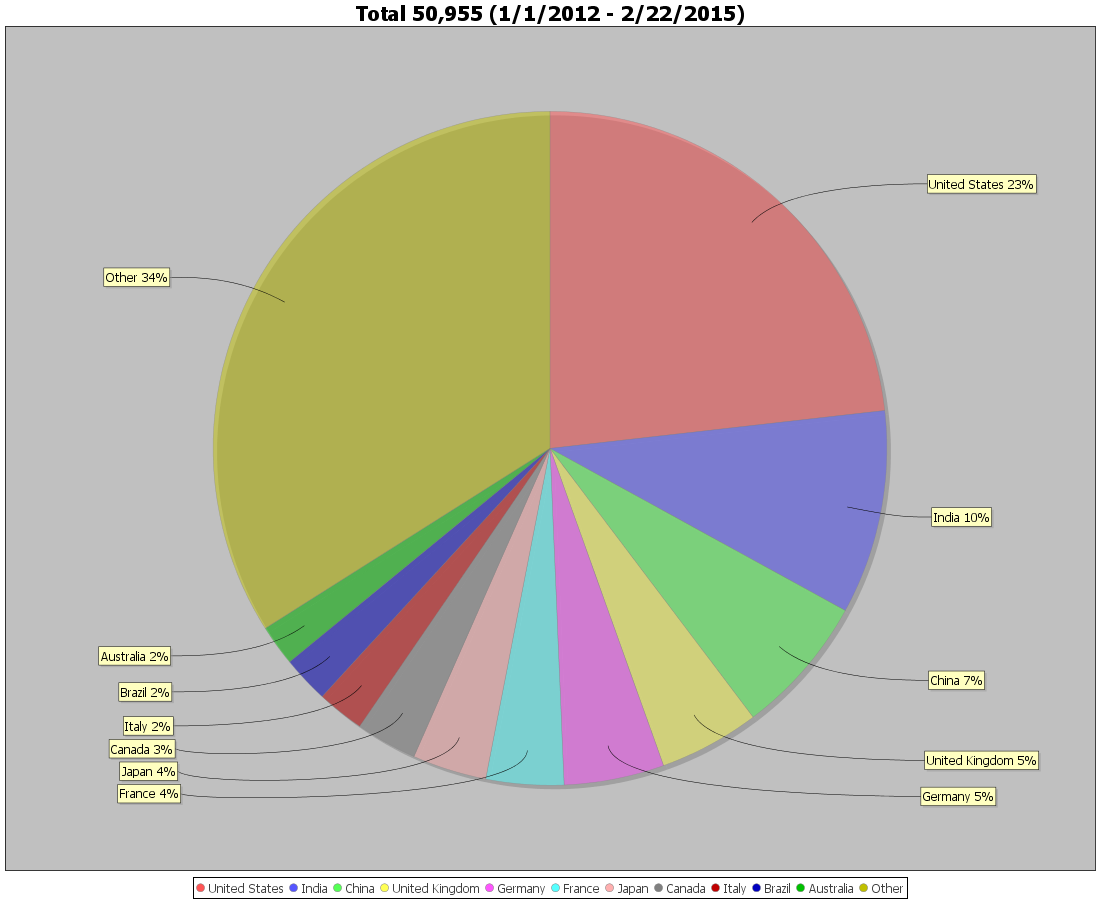 Total 50,955 (1/1/2012 - 2/22/2015)
United States 23%
Other 34%
India 10%
Australia 2%
China 7%
Brazil 2%
Italy 2%
Canada 3%
United Kingdom 5%
Japan 4%
France 4%
Germany 5%
United States India China United Kingdom Germany France Japan Canada Italy Brazil Australia Other